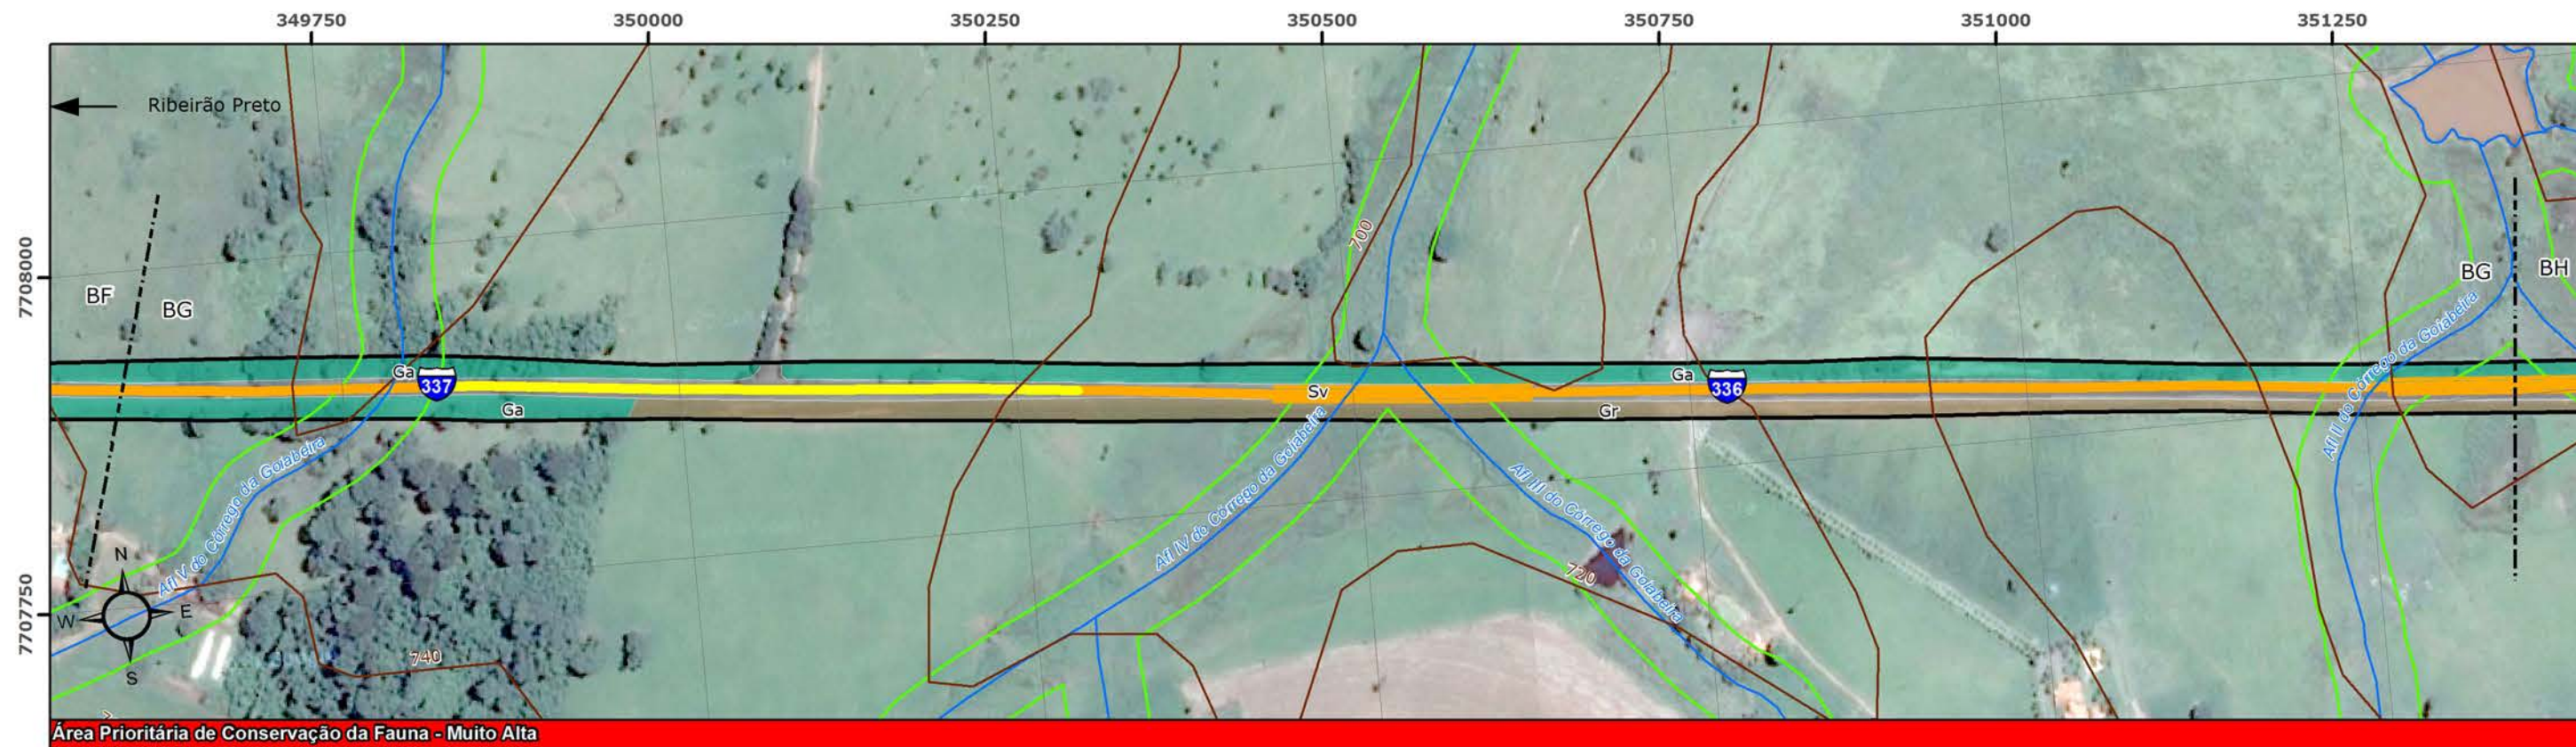 349750 350000 350250 350500 350750 351000 351250
Ribeirão Preto
7708000
700
BF
BG
BG
BH
Ga
337
Ga
Sv
Ga
336
Gr
Afl V do Córrego da Goiabeira
Afl IV do Córrego da Goiabeira
Afl III do Córrego da Goiabeira
Afl II do Córrego da Goiabeira
7707750
N
W
E
S
740
720
Área Prioritária de Conservação da Fauna - Muito Alta